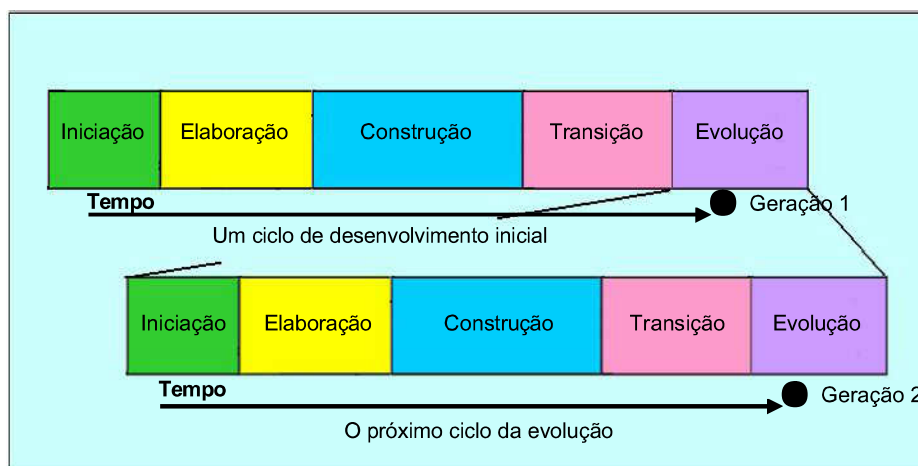 Iniciação Elaboração Construção Transição Evolução
Tempo
Geração 1
Um ciclo de desenvolvimento inicial
Iniciação Elaboração Construção Transição Evolução
Tempo
Geração 2
O próximo ciclo da evolução